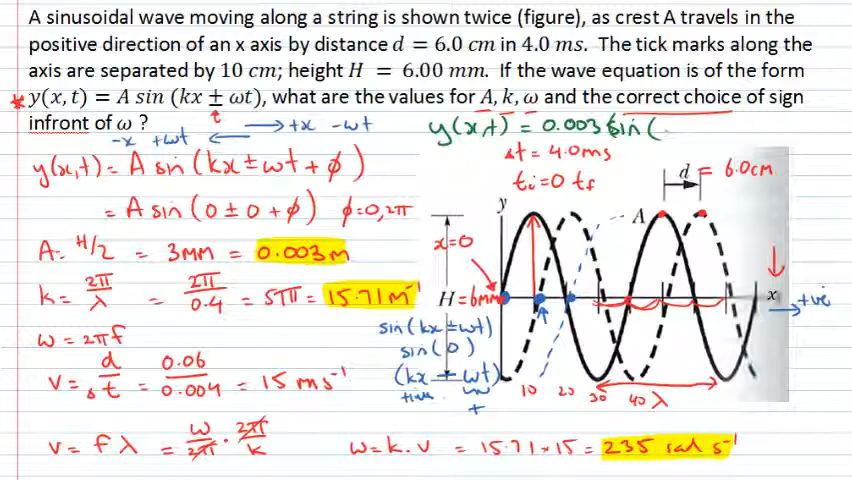 A sinusoidal wave moving along a string is shown twice (figure), as crest A travels in the
positive direction of an x axis by distance d = 6.0 cm in 4.0 ms. The tick marks along the
axis are separated by 10 cm; height H = 6.00 mm. If the wave equation is of the form
* y(x, t) = A sin (kx ± ωt), what are the values for A, k, ω and the correct choice of sign
infront of ω ?
-x +ωt ← → +x -ωt
y(x,t) = 0.003 sin (
y(x,t) = A sin (kx ± ωt + φ)
= A sin (0 ± 0 + φ) φ=0,2π
A = H/2 = 3mm = 0.003m
k = 2π/λ = 2π/0.4 = 5π = 15.71 m⁻¹
ω = 2πf
v = d/Δt = 0.06/0.004 = 15 ms⁻¹
v = fλ = ω/2π · 2π/k
ω = k.v = 15.71 × 15 = 235 rad s⁻¹
Δt = 4.0ms
ti = 0 tf
d = 6.0cm
y
A
x=0
H = 6mm
x
+ve
sin(kx ± ωt)
sin(0)
(kx - ωt)
+
10 20 30 40 λ